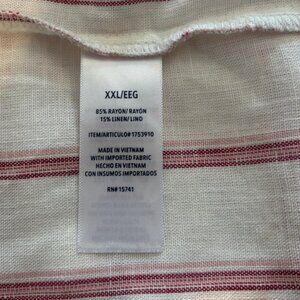 XXL/EEG
85% RAYON/ RAYÓN
15% LINEN/ LINO
ITEM/ARTICULO#1753910
MADE IN VIETNAM
WITH IMPORTED FABRIC
HECHO EN VIETNAM
CON INSUMOS IMPORTADOS
RN#15741